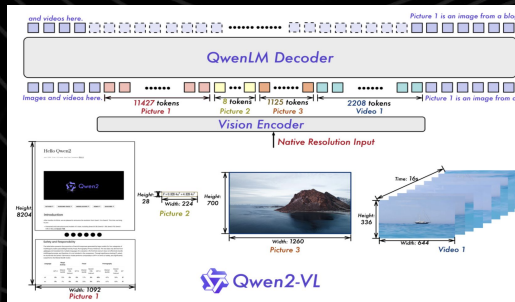 and videos here.
Picture 1 is an image from a blog
QwenLM Decoder
Images and videos here.
11427 tokens
Picture 1
8 tokens
Picture 2
1125 tokens
Picture 3
2208 tokens
Video 1
Picture 1 is an image from a
Vision Encoder
Native Resolution Input
Hello Qwen2
Qwen2
Height: 8204
Width: 1092
Picture 1
Height: 28
Width: 224
Picture 2
Height: 700
Width: 1260
Picture 3
Time: 16s
Height: 336
Width: 644
Video 1
Qwen2-VL